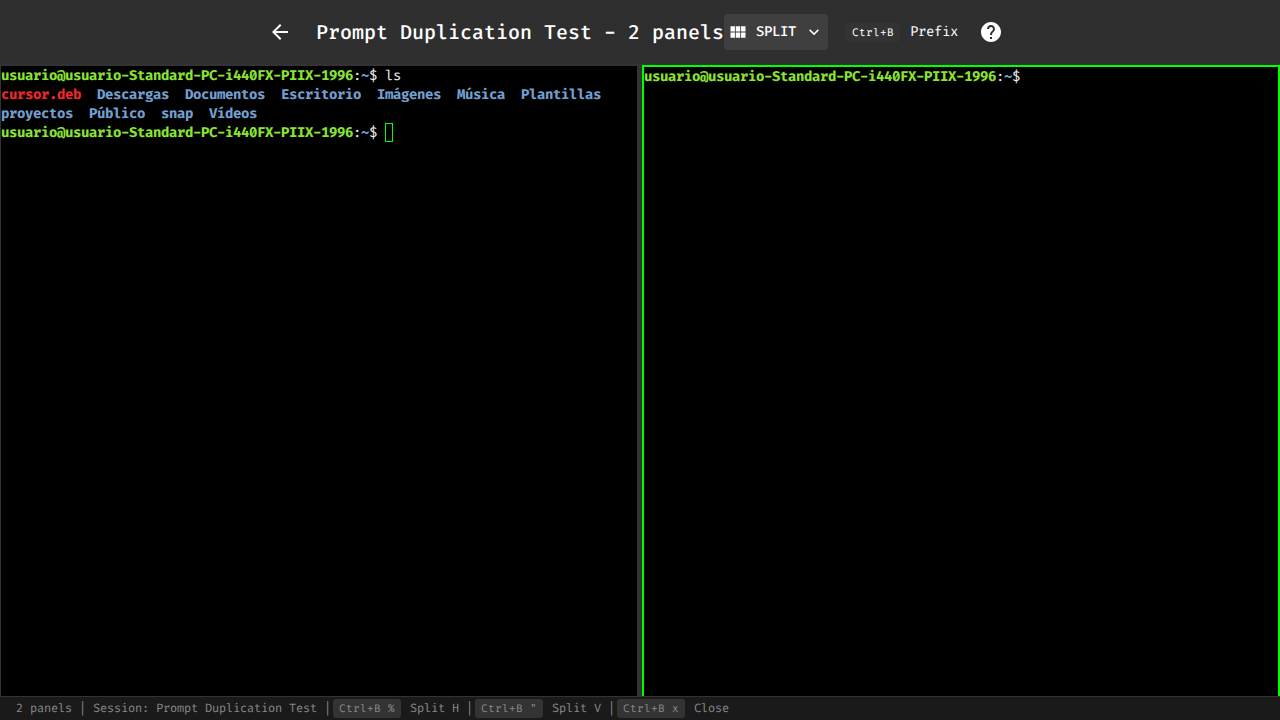 Prompt Duplication Test - 2 panels SPLIT Ctrl+B Prefix
usuario@usuario-Standard-PC-i440FX-PIIX-1996:~$ ls
cursor.deb Descargas Documentos Escritorio Imágenes Música Plantillas
proyectos Público snap Vídeos
usuario@usuario-Standard-PC-i440FX-PIIX-1996:~$
usuario@usuario-Standard-PC-i440FX-PIIX-1996:~$
2 panels | Session: Prompt Duplication Test | Ctrl+B % Split H | Ctrl+B " Split V | Ctrl+B x Close